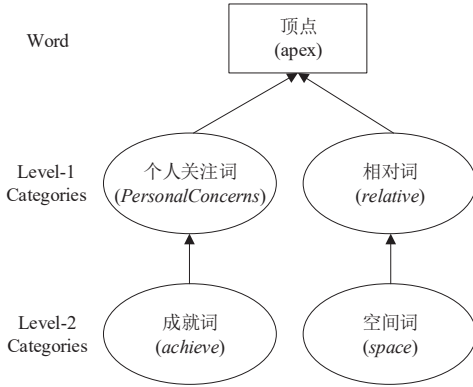 Word
顶点
(apex)
Level-1
Categories
个人关注词
(PersonalConcerns)
相对词
(relative)
Level-2
Categories
成就词
(achieve)
空间词
(space)